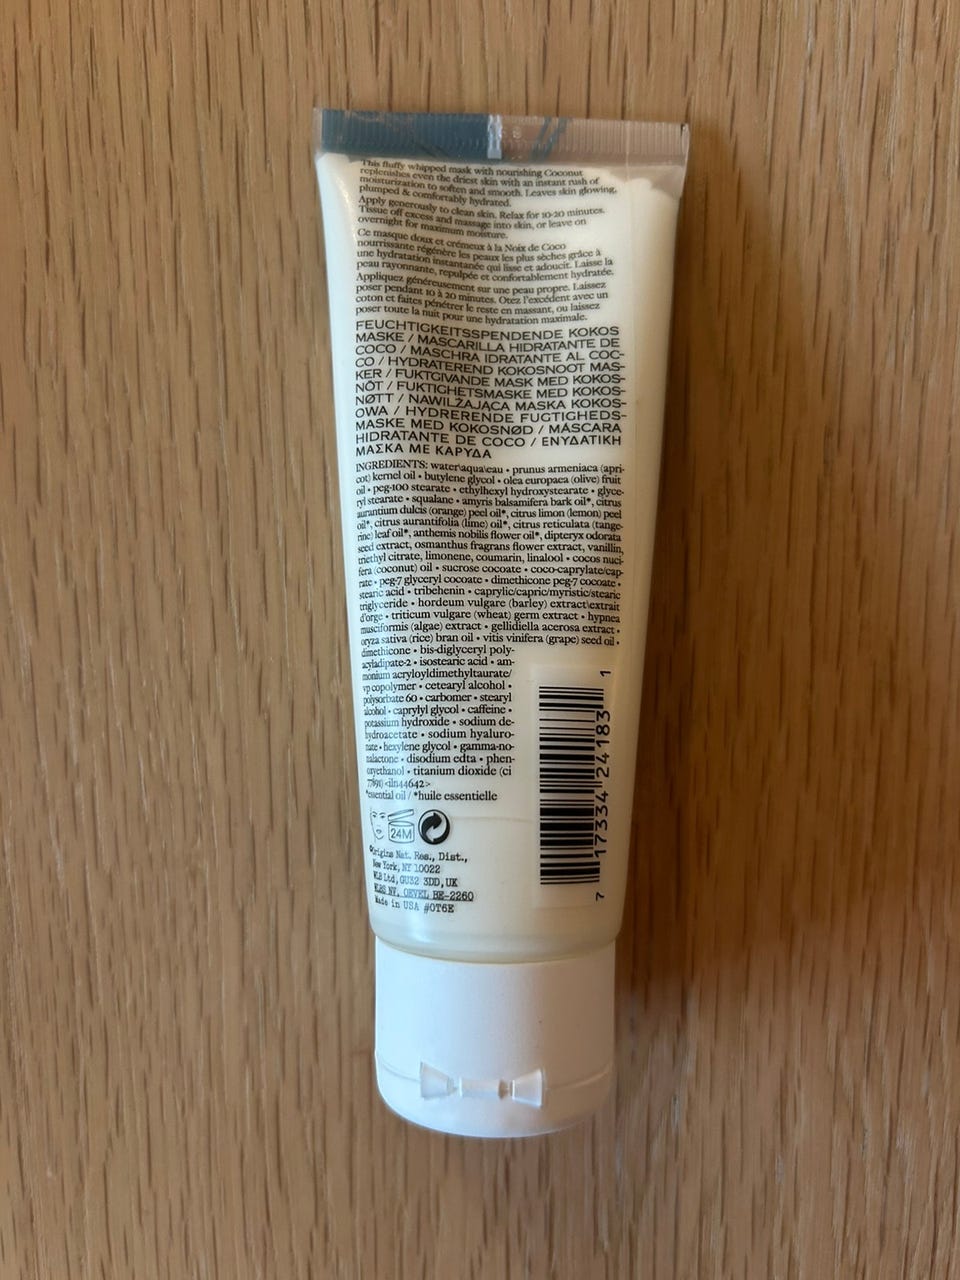 This fluffy whipped mask with nourishing Coconut
replenishes even the driest skin with an instant rush of
moisturization to soften and smooth. Leaves skin glowing,
plumped & comfortably hydrated.
Apply generously to clean skin. Relax for 10-20 minutes.
Tissue off excess and massage into skin, or leave on
overnight for maximum moisture.
Ce masque doux et crémeux à la Noix de Coco
nourrissante régénère les peaux les plus sèches grâce à
une hydratation instantanée qui lisse et adoucit. Laisse la
peau rayonnante, repulpée et confortablement hydratée.
Appliquez généreusement sur une peau propre. Laissez
poser pendant 10 à 20 minutes. Otez l'excédent avec un
coton et faites pénétrer le reste en massant, ou laissez
poser toute la nuit pour une hydratation maximale.
FEUCHTIGKEITSSPENDENDE KOKOS
MASKE / MASCARILLA HIDRATANTE DE
COCO / MASCHRA IDRATANTE AL COC-
CO / HYDRATEREND KOKOSNOOT MAS-
KER / FUKTGIVANDE MASK MED KOKOS-
NÖT / FUKTIGHETSMASKE MED KOKOS-
NØTT / NAWILŻAJĄCA MASKA KOKOS-
OWA / HYDRERENDE FUGTIGHEDS-
MASKE MED KOKOSNØD / MÁSCARA
HIDRATANTE DE COCO / ΕΝΥΔΑΤΙΚΗ
ΜΑΣΚΑ ΜΕ ΚΑΡΥΔΑ
INGREDIENTS: water\aqua\eau • prunus armeniaca (apri-
cot) kernel oil • butylene glycol • olea europaea (olive) fruit
oil • peg-100 stearate • ethylhexyl hydroxystearate • glyce-
ryl stearate • squalane • amyris balsamifera bark oil*, citrus
aurantium dulcis (orange) peel oil*, citrus limon (lemon) peel
oil*, citrus aurantifolia (lime) oil*, citrus reticulata (tange-
rine) leaf oil*, anthemis nobilis flower oil*, dipteryx odorata
seed extract, osmanthus fragrans flower extract, vanillin,
triethyl citrate, limonene, coumarin, linalool • cocos nuci-
fera (coconut) oil • sucrose cocoate • coco-caprylate/cap-
rate • peg-7 glyceryl cocoate • dimethicone peg-7 cocoate •
stearic acid • tribehenin • caprylic/capric/myristic/stearic
triglyceride • hordeum vulgare (barley) extract\extrait
d'orge • triticum vulgare (wheat) germ extract • hypnea
musciformis (algae) extract • gellidiella acerosa extract •
oryza sativa (rice) bran oil • vitis vinifera (grape) seed oil •
dimethicone • bis-diglyceryl poly-
acyladipate-2 • isostearic acid • am-
monium acryloyldimethyltaurate/
vp copolymer • cetearyl alcohol •
polysorbate 60 • carbomer • stearyl
alcohol • caprylyl glycol • caffeine •
potassium hydroxide • sodium de-
hydroacetate • sodium hyaluro-
nate • hexylene glycol • gamma-no-
nalactone • disodium edta • phen-
oxyethanol • titanium dioxide (ci
77891) <iln44642>
*essential oil / *huile essentielle
24M
©Origins Nat. Res., Dist.,
New York, NY 10022
WLB Ltd, GU32 3DD, UK
WLBS NV, OEVEL BE-2260
Made in USA #OT6E
7 17334 24183 1